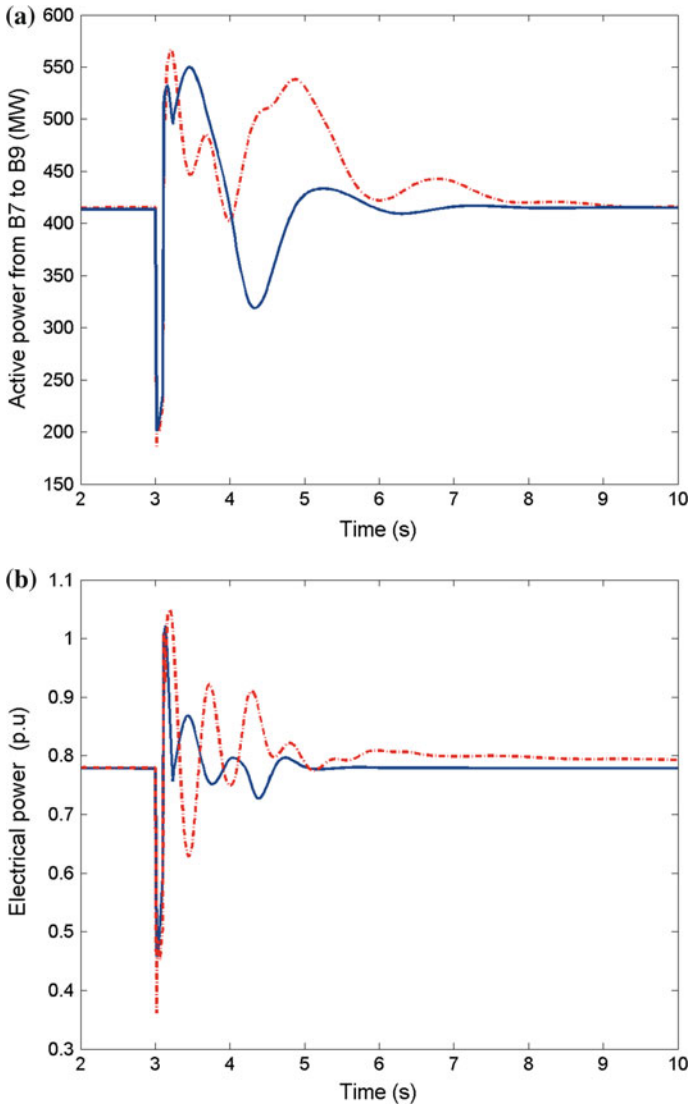 (a)
600
550
500
450
400
350
300
250
200
150
Active power from B7 to B9 (MW)
2 3 4 5 6 7 8 9 10
Time (s)
(b)
1.1
1
0.9
0.8
0.7
0.6
0.5
0.4
0.3
Electrical power (p.u)
2 3 4 5 6 7 8 9 10
Time (s)